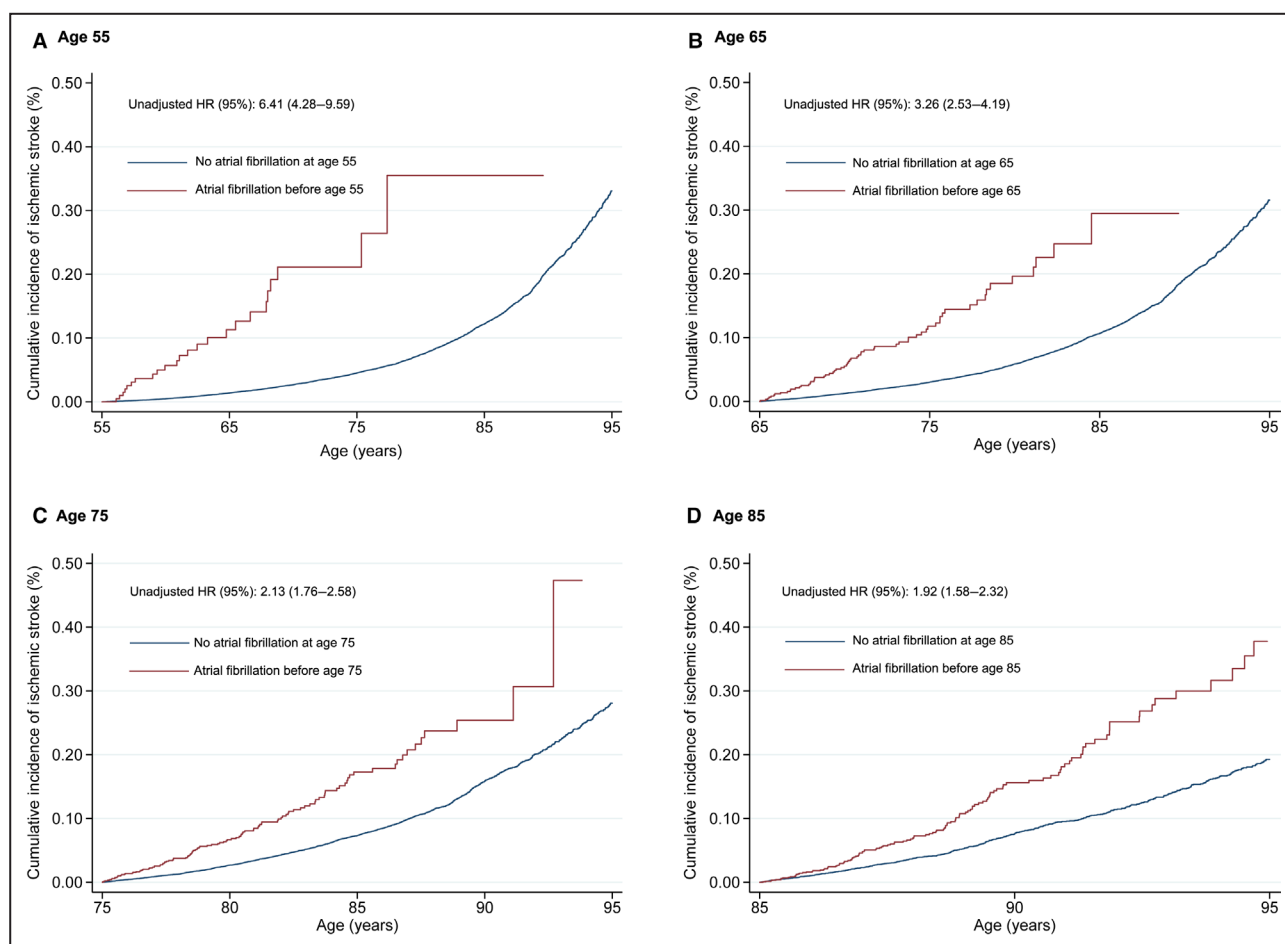 A Age 55
Cumulative incidence of ischemic stroke (%)
0.50
0.40
0.30
0.20
0.10
0.00
Unadjusted HR (95%): 6.41 (4.28–9.59)
No atrial fibrillation at age 55
Atrial fibrillation before age 55
55 65 75 85 95
Age (years)
B Age 65
Cumulative incidence of ischemic stroke (%)
0.50
0.40
0.30
0.20
0.10
0.00
Unadjusted HR (95%): 3.26 (2.53–4.19)
No atrial fibrillation at age 65
Atrial fibrillation before age 65
65 75 85 95
Age (years)
C Age 75
Cumulative incidence of ischemic stroke (%)
0.50
0.40
0.30
0.20
0.10
0.00
Unadjusted HR (95%): 2.13 (1.76–2.58)
No atrial fibrillation at age 75
Atrial fibrillation before age 75
75 80 85 90 95
Age (years)
D Age 85
Cumulative incidence of ischemic stroke (%)
0.50
0.40
0.30
0.20
0.10
0.00
Unadjusted HR (95%): 1.92 (1.58–2.32)
No atrial fibrillation at age 85
Atrial fibrillation before age 85
85 90 95
Age (years)